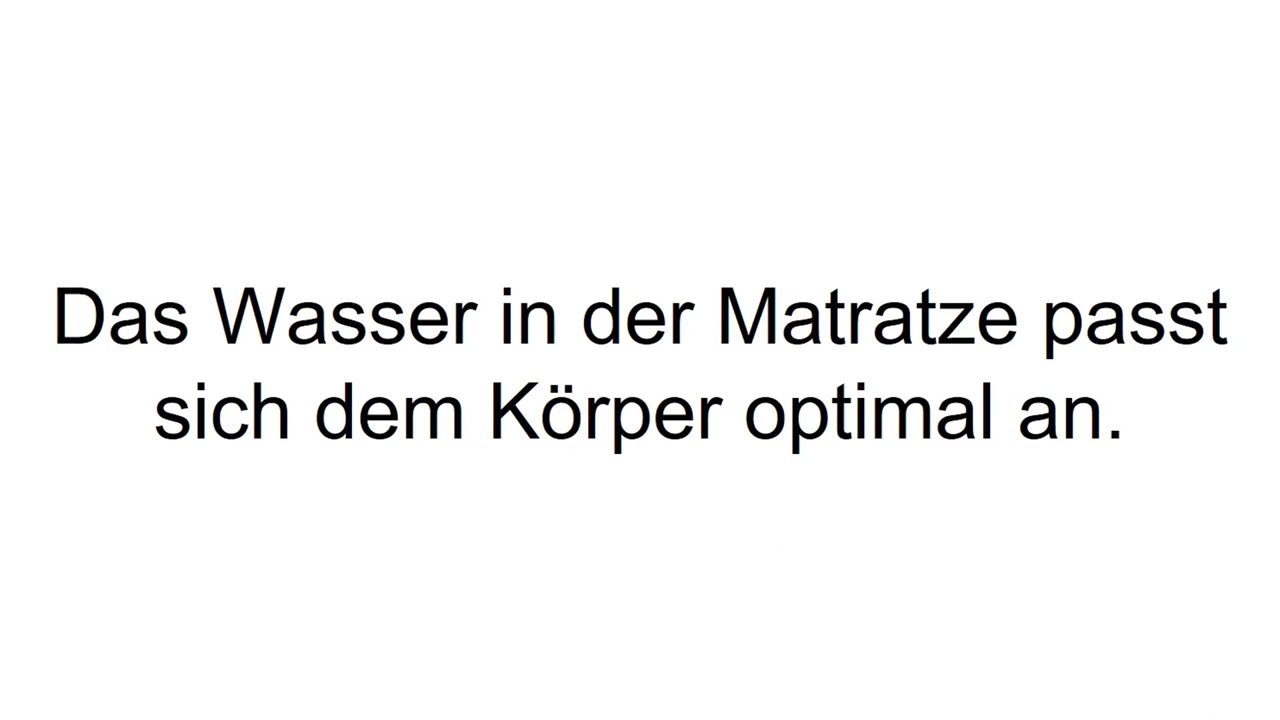 Das Wasser in der Matratze passt
sich dem Körper optimal an.